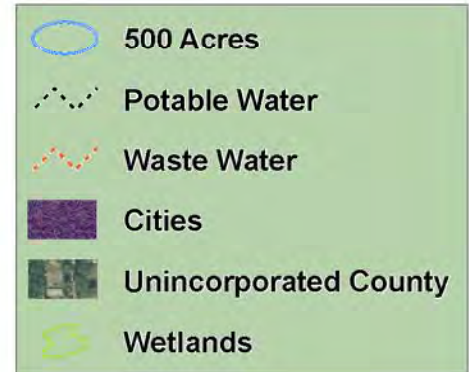 500 Acres
Potable Water
Waste Water
Cities
Unincorporated County
Wetlands